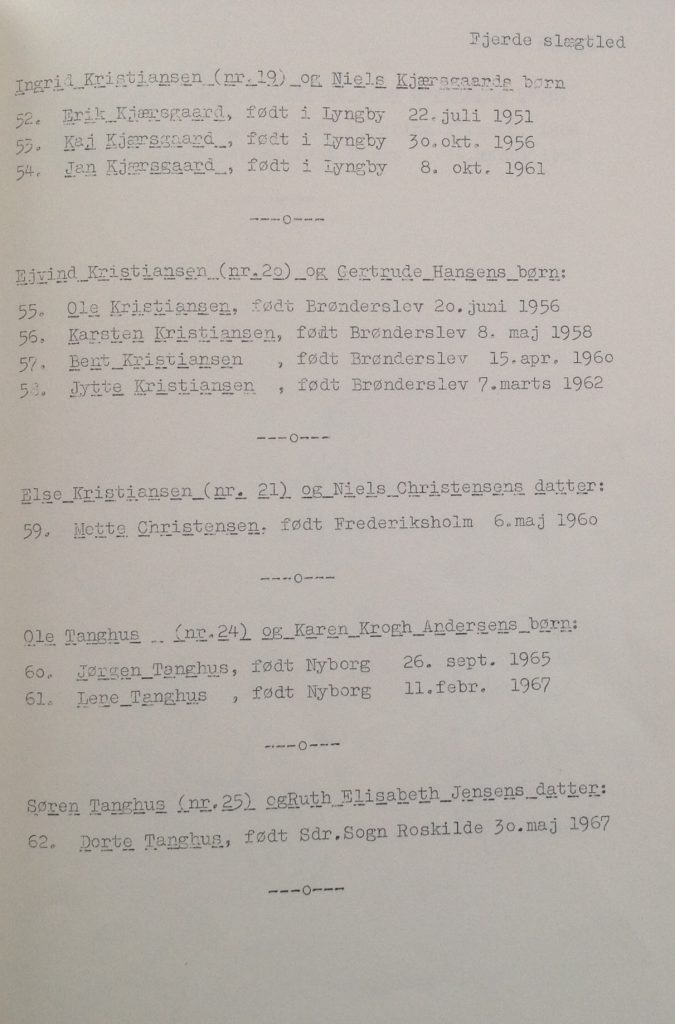 Fjerde slægtled
Ingrid Kristiansen (nr.19) og Niels Kjærsgaards børn
52. Erik Kjærsgaard, født i Lyngby 22.juli 1951
53. Kaj Kjærsgaard , født i Lyngby 30.okt. 1956
54. Jan Kjærsgaard , født i Lyngby 8. okt. 1961
---o---
Ejvind Kristiansen (nr.20) og Gertrude Hansens børn:
55. Ole Kristiansen, født Brønderslev 20.juni 1956
56. Karsten Kristiansen, født Brønderslev 8. maj 1958
57. Bent Kristiansen , født Brønderslev 15.apr. 1960
58. Jytte Kristiansen , født Brønderslev 7.marts 1962
---o---
Else Kristiansen (nr. 21) og Niels Christensens datter:
59. Mette Christensen. født Frederiksholm 6.maj 1960
---o---
Ole Tanghus (nr.24) og Karen Krogh Andersens børn:
60. Jørgen Tanghus, født Nyborg 26. sept. 1965
61. Lene Tanghus , født Nyborg 11.febr. 1967
---o---
Søren Tanghus (nr.25) ogRuth Elisabeth Jensens datter:
62. Dorte Tanghus, født Sdr.Sogn Roskilde 30.maj 1967
---o---